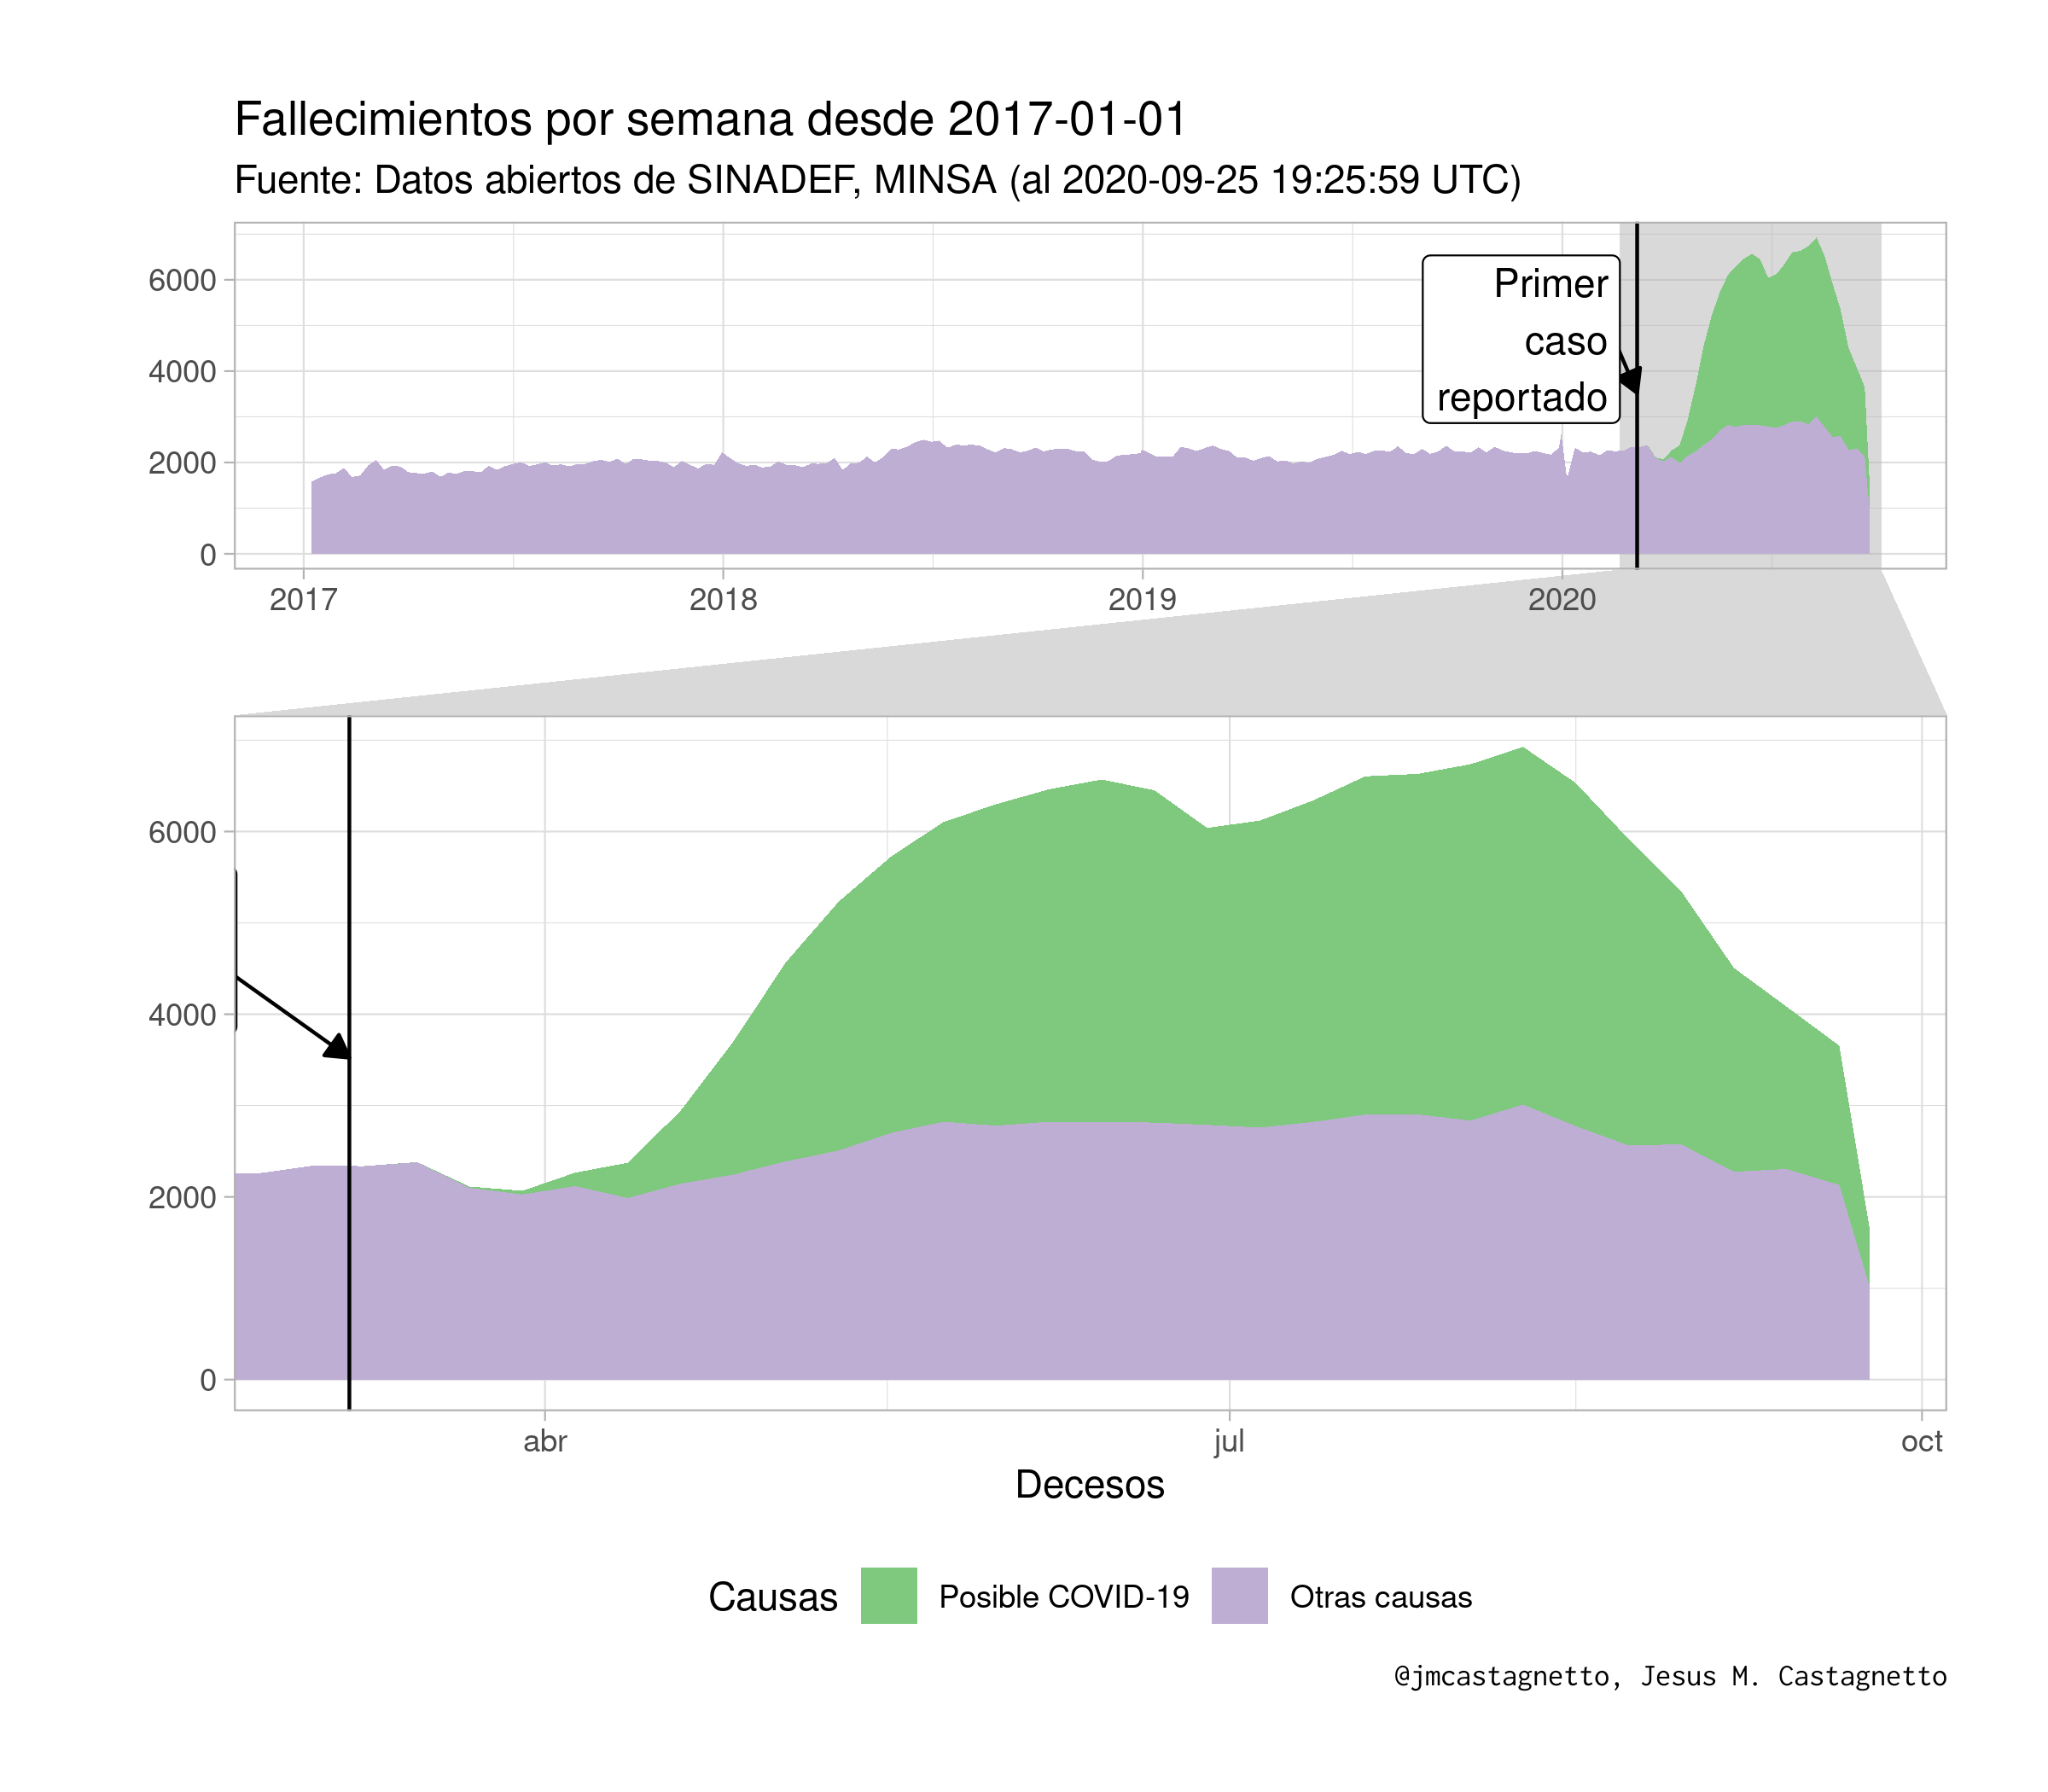 Fallecimientos por semana desde 2017-01-01
Fuente: Datos abiertos de SINADEF, MINSA (al 2020-09-25 19:25:59 UTC)
6000
4000
2000
0
Primer
caso
reportado
2017
2018
2019
2020
6000
4000
2000
0
abr
jul
oct
Decesos
Causas
Posible COVID-19
Otras causas
@jmcastagnetto, Jesus M. Castagnetto